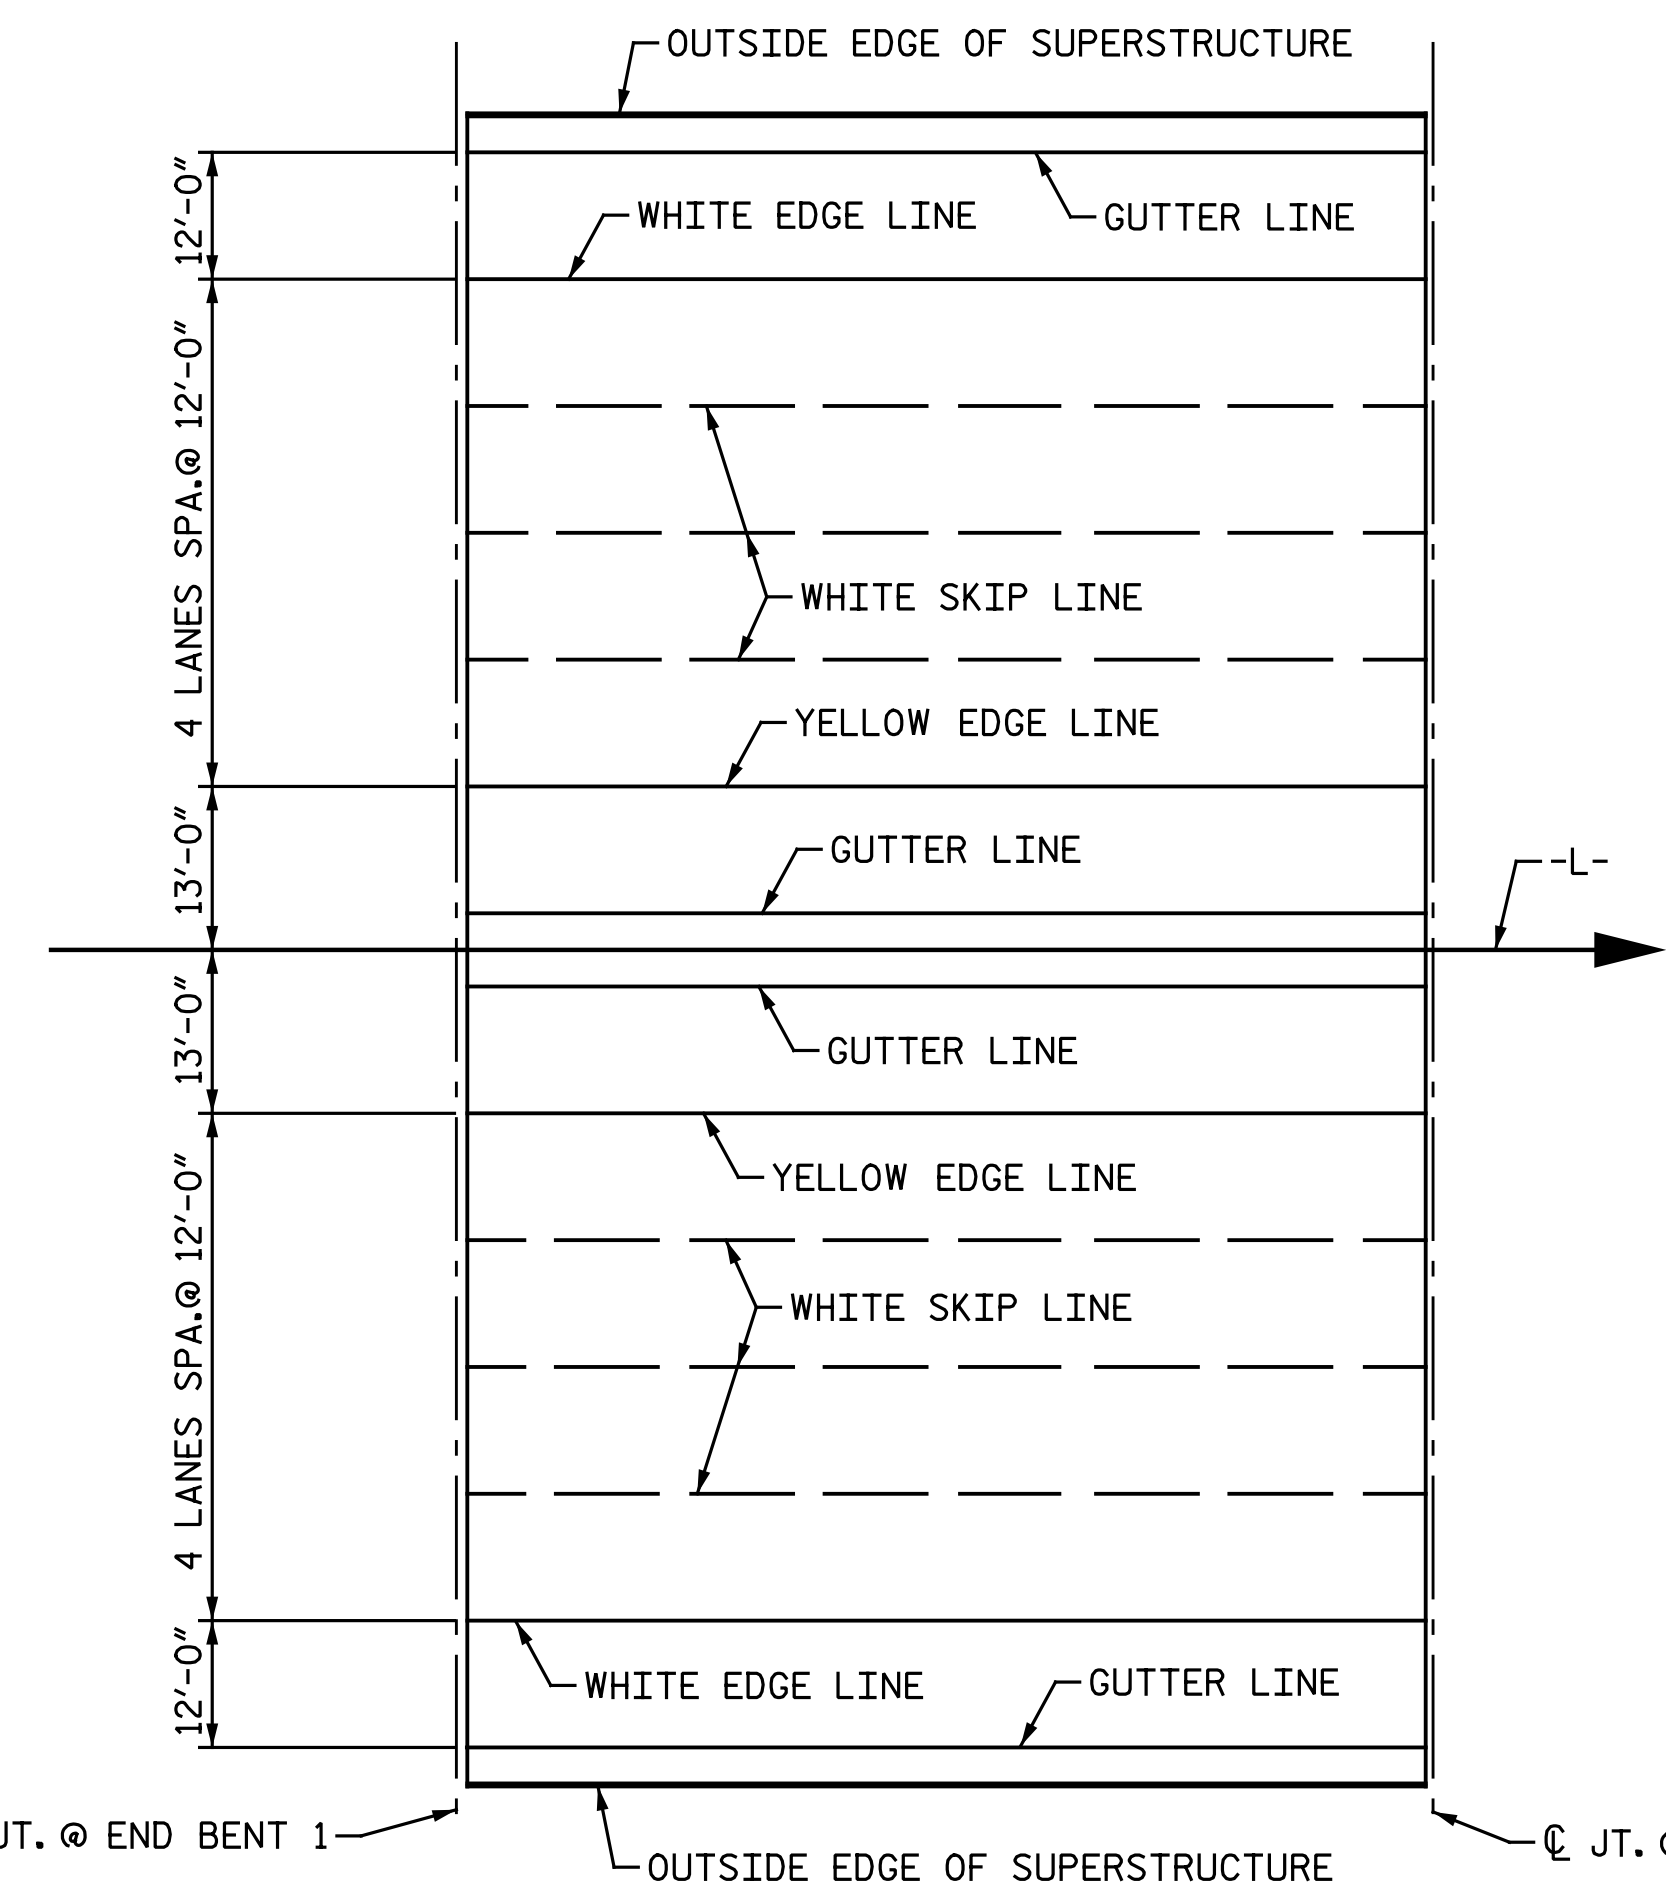 OUTSIDE EDGE OF SUPERSTRUCTURE
12'-0"
WHITE EDGE LINE
GUTTER LINE
4 LANES SPA.@ 12'-0"
WHITE SKIP LINE
YELLOW EDGE LINE
13'-0"
GUTTER LINE
-L-
13'-0"
GUTTER LINE
YELLOW EDGE LINE
4 LANES SPA.@ 12'-0"
WHITE SKIP LINE
12'-0"
WHITE EDGE LINE
GUTTER LINE
JT. @ END BENT 1
℄ JT. @
OUTSIDE EDGE OF SUPERSTRUCTURE